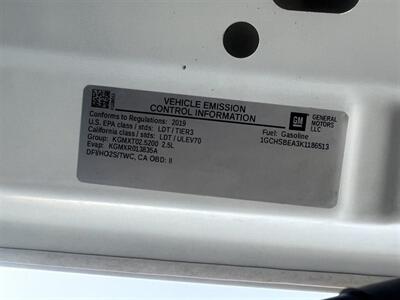 VEHICLE EMISSION
CONTROL INFORMATION
Conforms to Regulations: 2019
U.S. EPA class / stds: LDT / TIER3
California class / stds: LDT / ULEV70
Group: KGMXT02.5200 2.5L
Evap: KGMXR013835A
DFI/HO2S/TWC, CA OBD: II
GM
GENERAL
MOTORS
LLC
Fuel: Gasoline
1GCHSBEA3K1186513